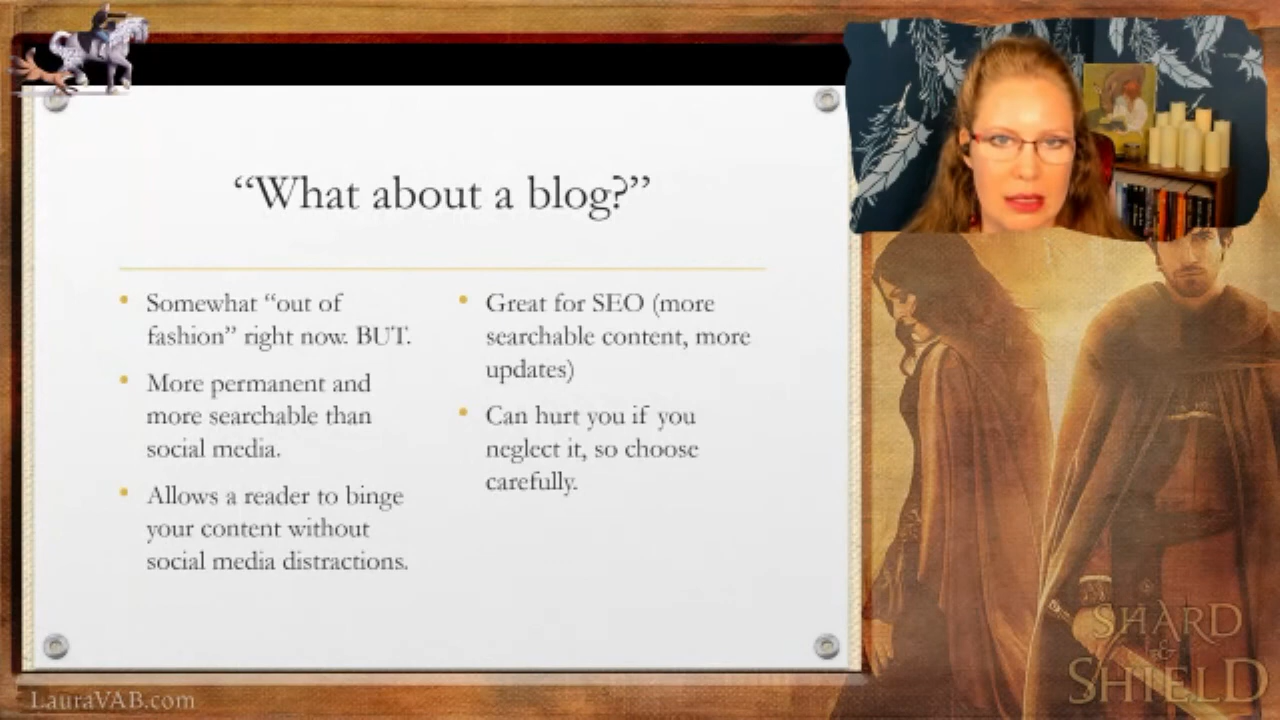 “What about a blog?”
Somewhat “out of
fashion” right now. BUT.
More permanent and
more searchable than
social media.
Allows a reader to binge
your content without
social media distractions.
Great for SEO (more
searchable content, more
updates)
Can hurt you if you
neglect it, so choose
carefully.
SHARD
&
SHIELD
LauraVAB.com